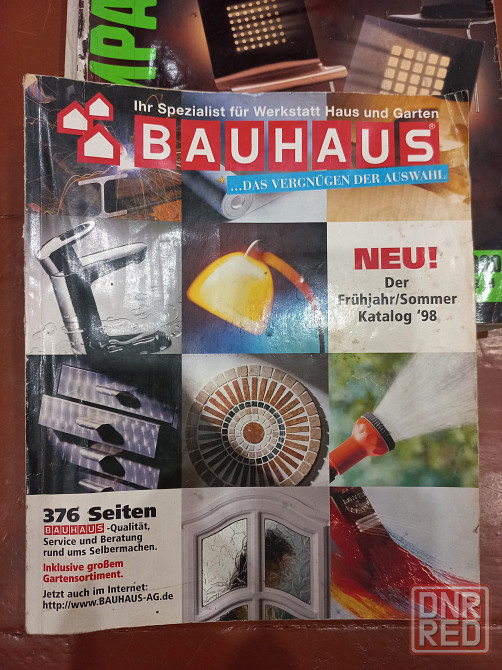 MPA
Ihr Spezialist für Werkstatt Haus und Garten
BAUHAUS®
...DAS VERGNÜGEN DER AUSWAHL
NEU!
Der
Frühjahr/Sommer
Katalog '98
376 Seiten
BAUHAUS-Qualität,
Service und Beratung
rund ums Selbermachen.
Inklusive großem
Gartensortiment.
Jetzt auch im Internet:
http://www.BAUHAUS-AG.de
DNR
RED